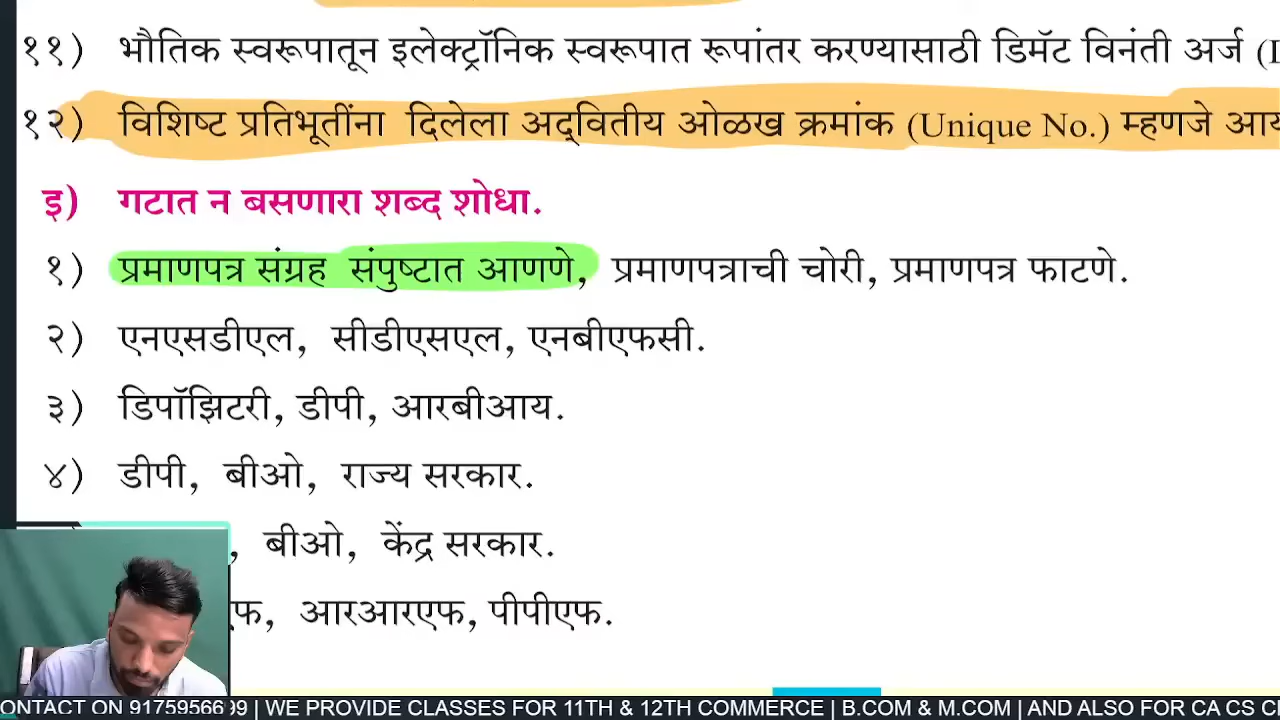 ११) भौतिक स्वरूपातून इलेक्ट्रॉनिक स्वरूपात रूपांतर करण्यासाठी डिमॅट विनंती अर्ज
१२) विशिष्ट प्रतिभूतींना दिलेला अद्वितीय ओळख क्रमांक (Unique No.) म्हणजे
इ) गटात न बसणारा शब्द शोधा.
१) प्रमाणपत्र संग्रह संपुष्टात आणणे, प्रमाणपत्राची चोरी, प्रमाणपत्र फाटणे.
२) एनएसडीएल, सीडीएसएल, एनबीएफसी.
३) डिपॉझिटरी, डीपी, आरबीआय.
४) डीपी, बीओ, राज्य सरकार.
, बीओ, केंद्र सरकार.
आरआरएफ, पीपीएफ.
CONTACT ON 9175956699 | WE PROVIDE CLASSES FOR 11TH & 12TH COMMERCE | B.COM & M.COM | AND ALSO FOR CA CS